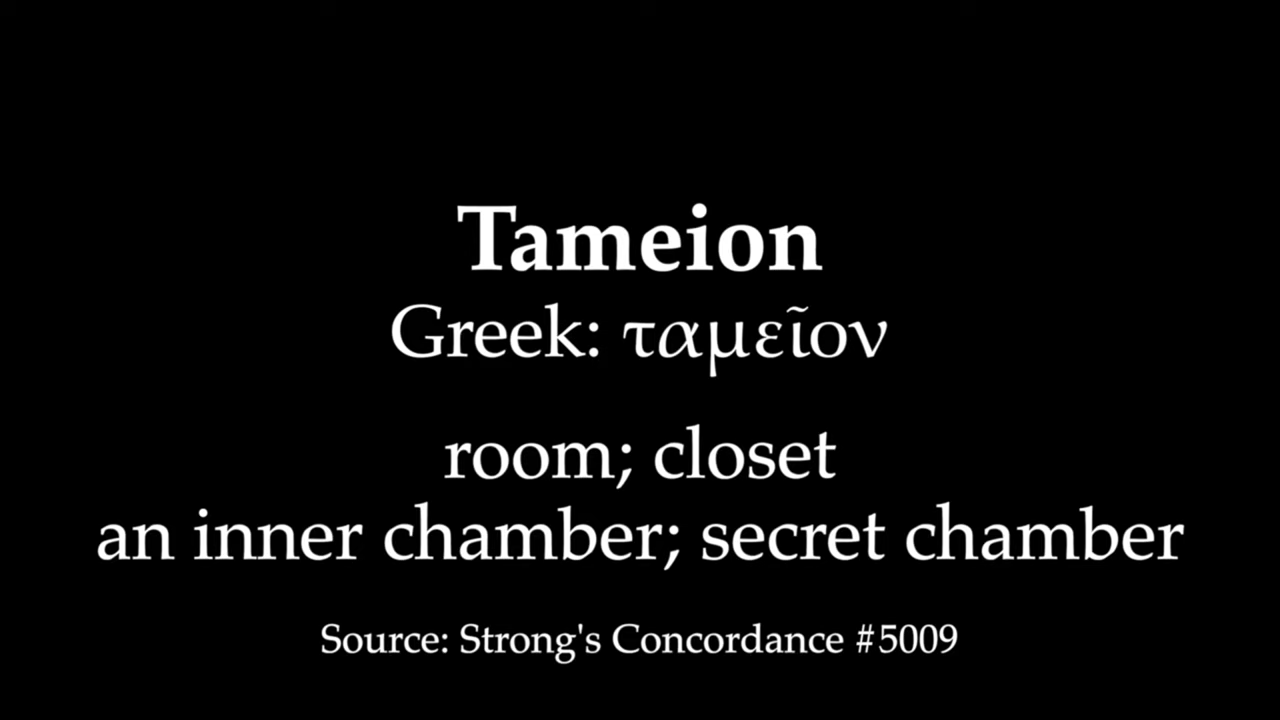 Tameion
Greek: ταμεῖον
room; closet
an inner chamber; secret chamber
Source: Strong's Concordance #5009